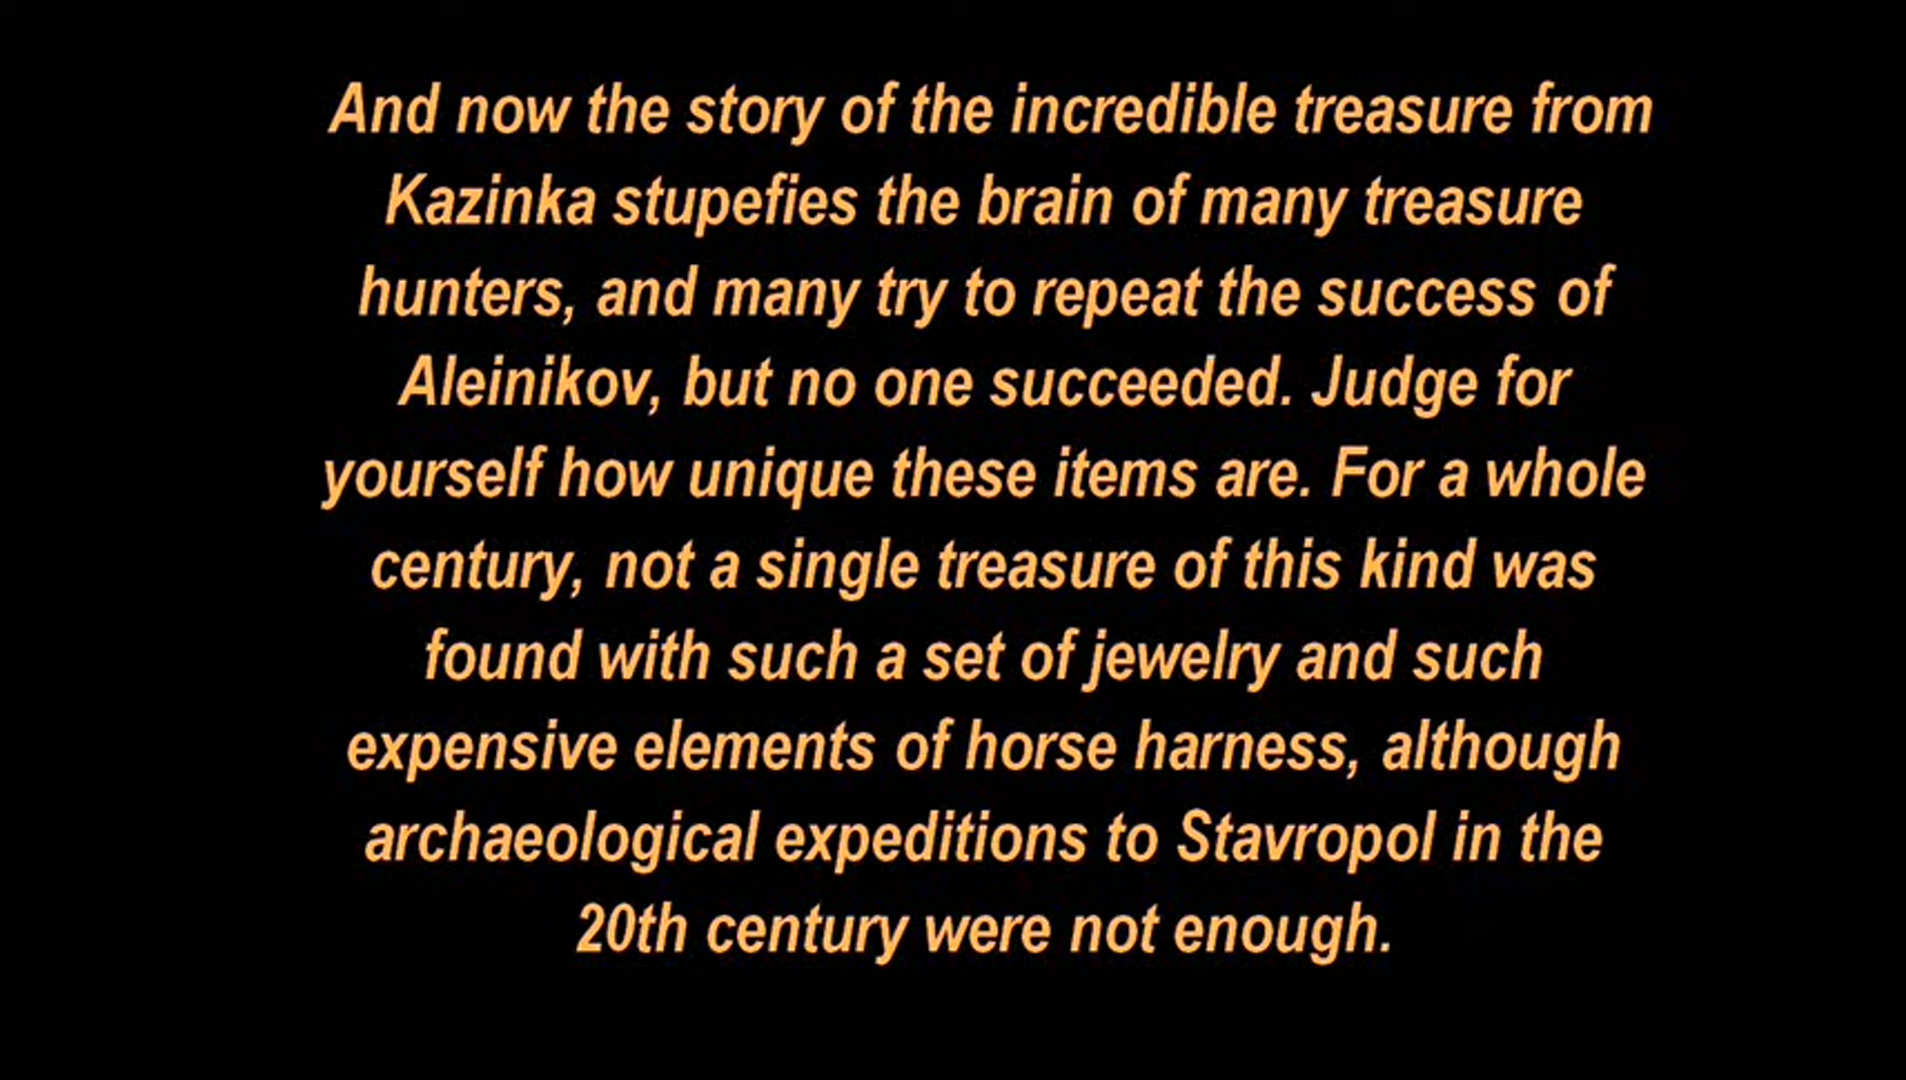 And now the story of the incredible treasure from
Kazinka stupefies the brain of many treasure
hunters, and many try to repeat the success of
Aleinikov, but no one succeeded. Judge for
yourself how unique these items are. For a whole
century, not a single treasure of this kind was
found with such a set of jewelry and such
expensive elements of horse harness, although
archaeological expeditions to Stavropol in the
20th century were not enough.